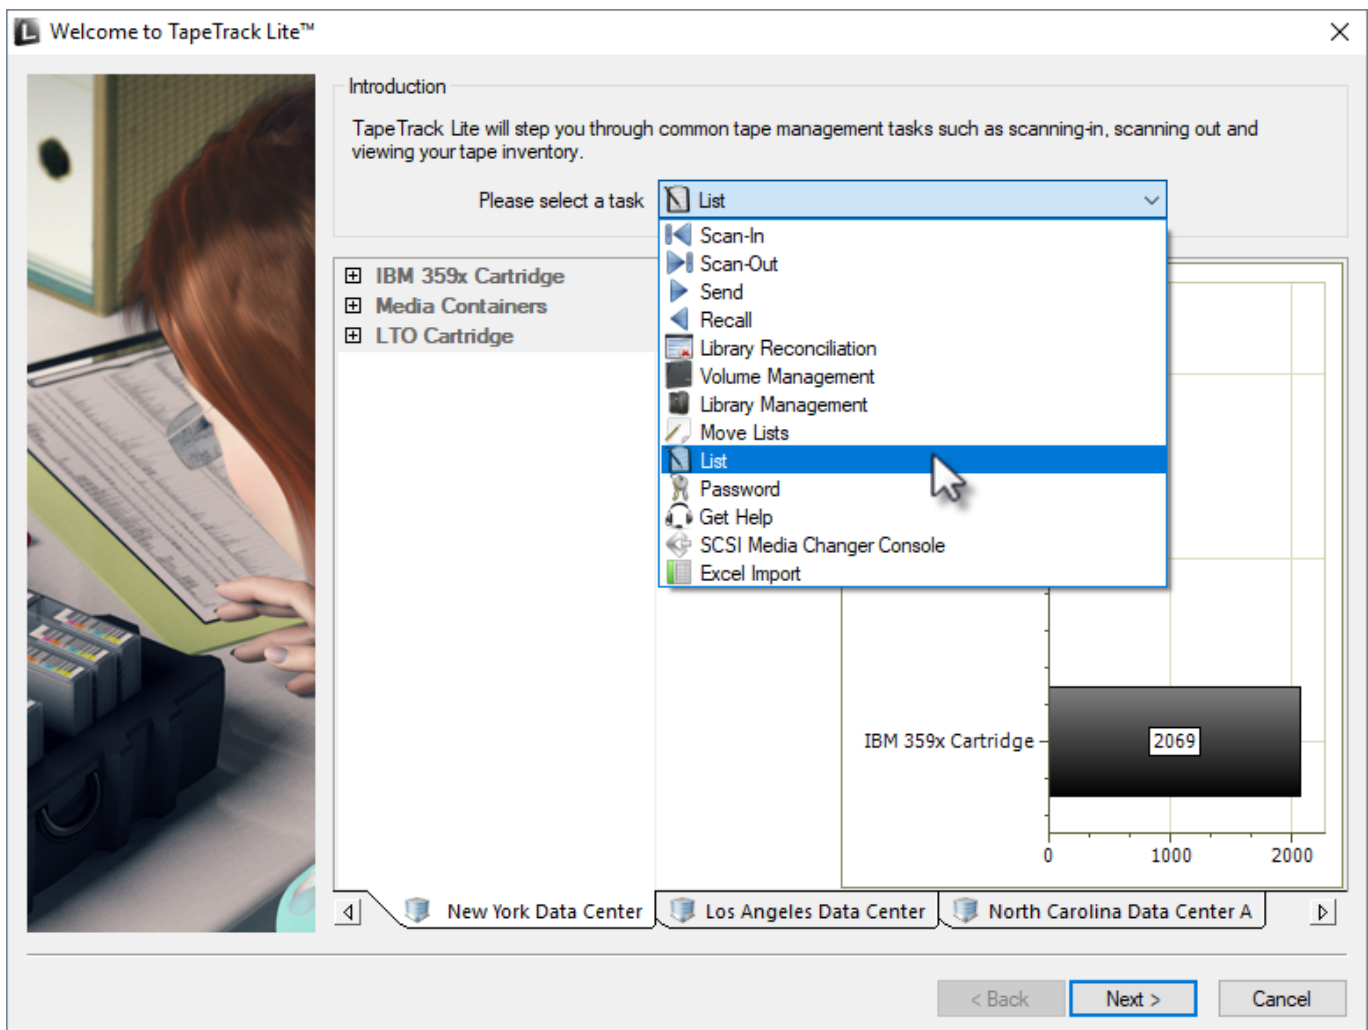 Welcome to TapeTrack Lite™
Introduction
TapeTrack Lite will step you through common tape management tasks such as scanning-in, scanning out and
viewing your tape inventory.
Please select a task
List
Scan-In
Scan-Out
Send
Recall
Library Reconciliation
Volume Management
Library Management
Move Lists
List
Password
Get Help
SCSI Media Changer Console
Excel Import
IBM 359x Cartridge
Media Containers
LTO Cartridge
IBM 359x Cartridge
2069
0 1000 2000
New York Data Center
Los Angeles Data Center
North Carolina Data Center A
< Back
Next >
Cancel